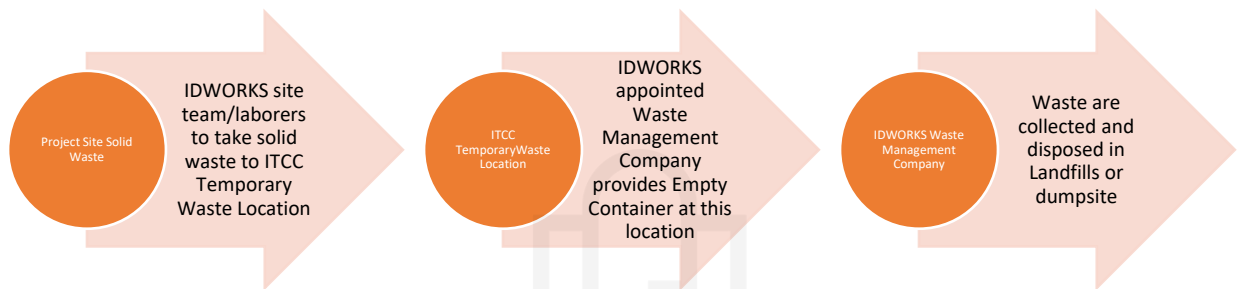 Project Site Solid
Waste
IDWORKS site
team/laborers
to take solid
waste to ITCC
Temporary
Waste Location
ITCC
TemporaryWaste
Location
IDWORKS
appointed
Waste
Management
Company
provides Empty
Container at this
location
IDWORKS Waste
Management
Company
Waste are
collected and
disposed in
Landfills or
dumpsite